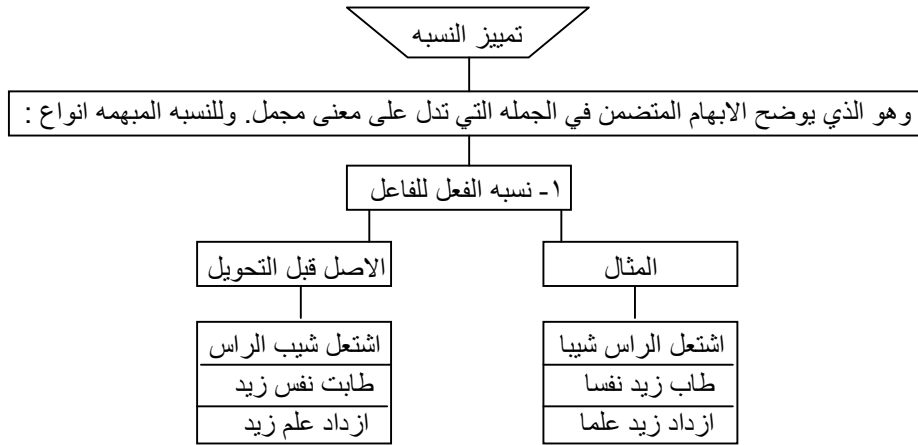 تمييز النسبه
وهو الذي يوضح الابهام المتضمن في الجمله التي تدل على معنى مجمل. وللنسبه المبهمه انواع :
١- نسبه الفعل للفاعل
المثال
الاصل قبل التحويل
اشتعل الراس شيبا
طاب زيد نفسا
ازداد زيد علما
اشتعل شيب الراس
طابت نفس زيد
ازداد علم زيد